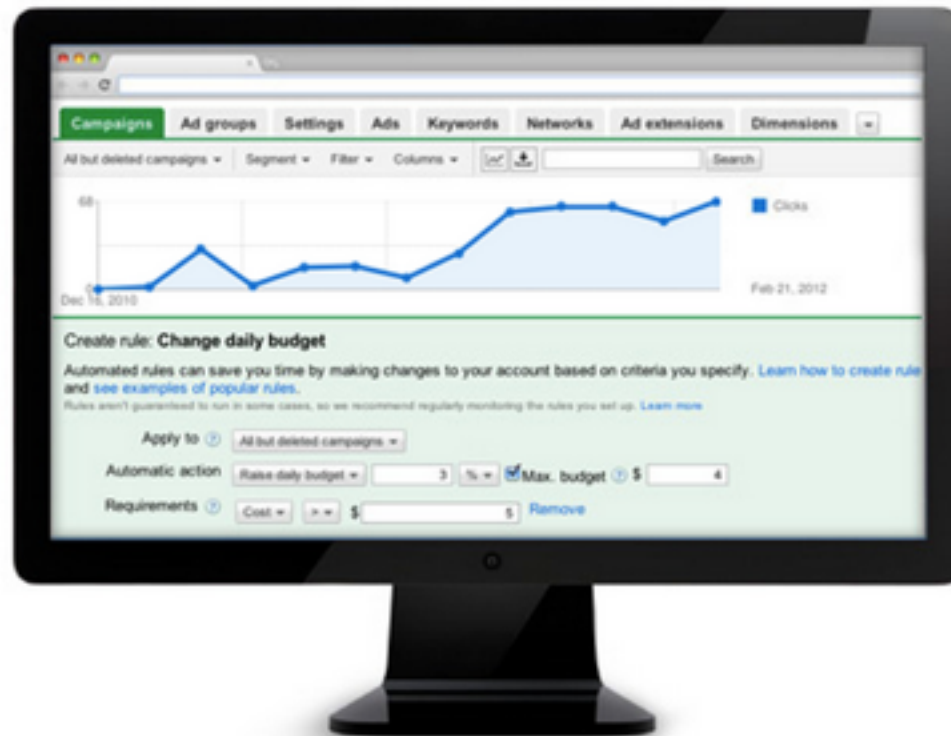 Campaigns Ad groups Settings Ads Keywords Networks Ad extensions Dimensions
All but deleted campaigns Segment Filter Columns Search
68
Clicks
0
Dec 16, 2010 Feb 21, 2012
Create rule: Change daily budget
Automated rules can save you time by making changes to your account based on criteria you specify. Learn how to create rule
and see examples of popular rules.
Rules aren't guaranteed to run in some cases, so we recommend regularly monitoring the rules you set up. Learn more
Apply to ? All but deleted campaigns
Automatic action Raise daily budget 3 % Max. budget ? $ 4
Requirements ? Cost > $ 5 Remove